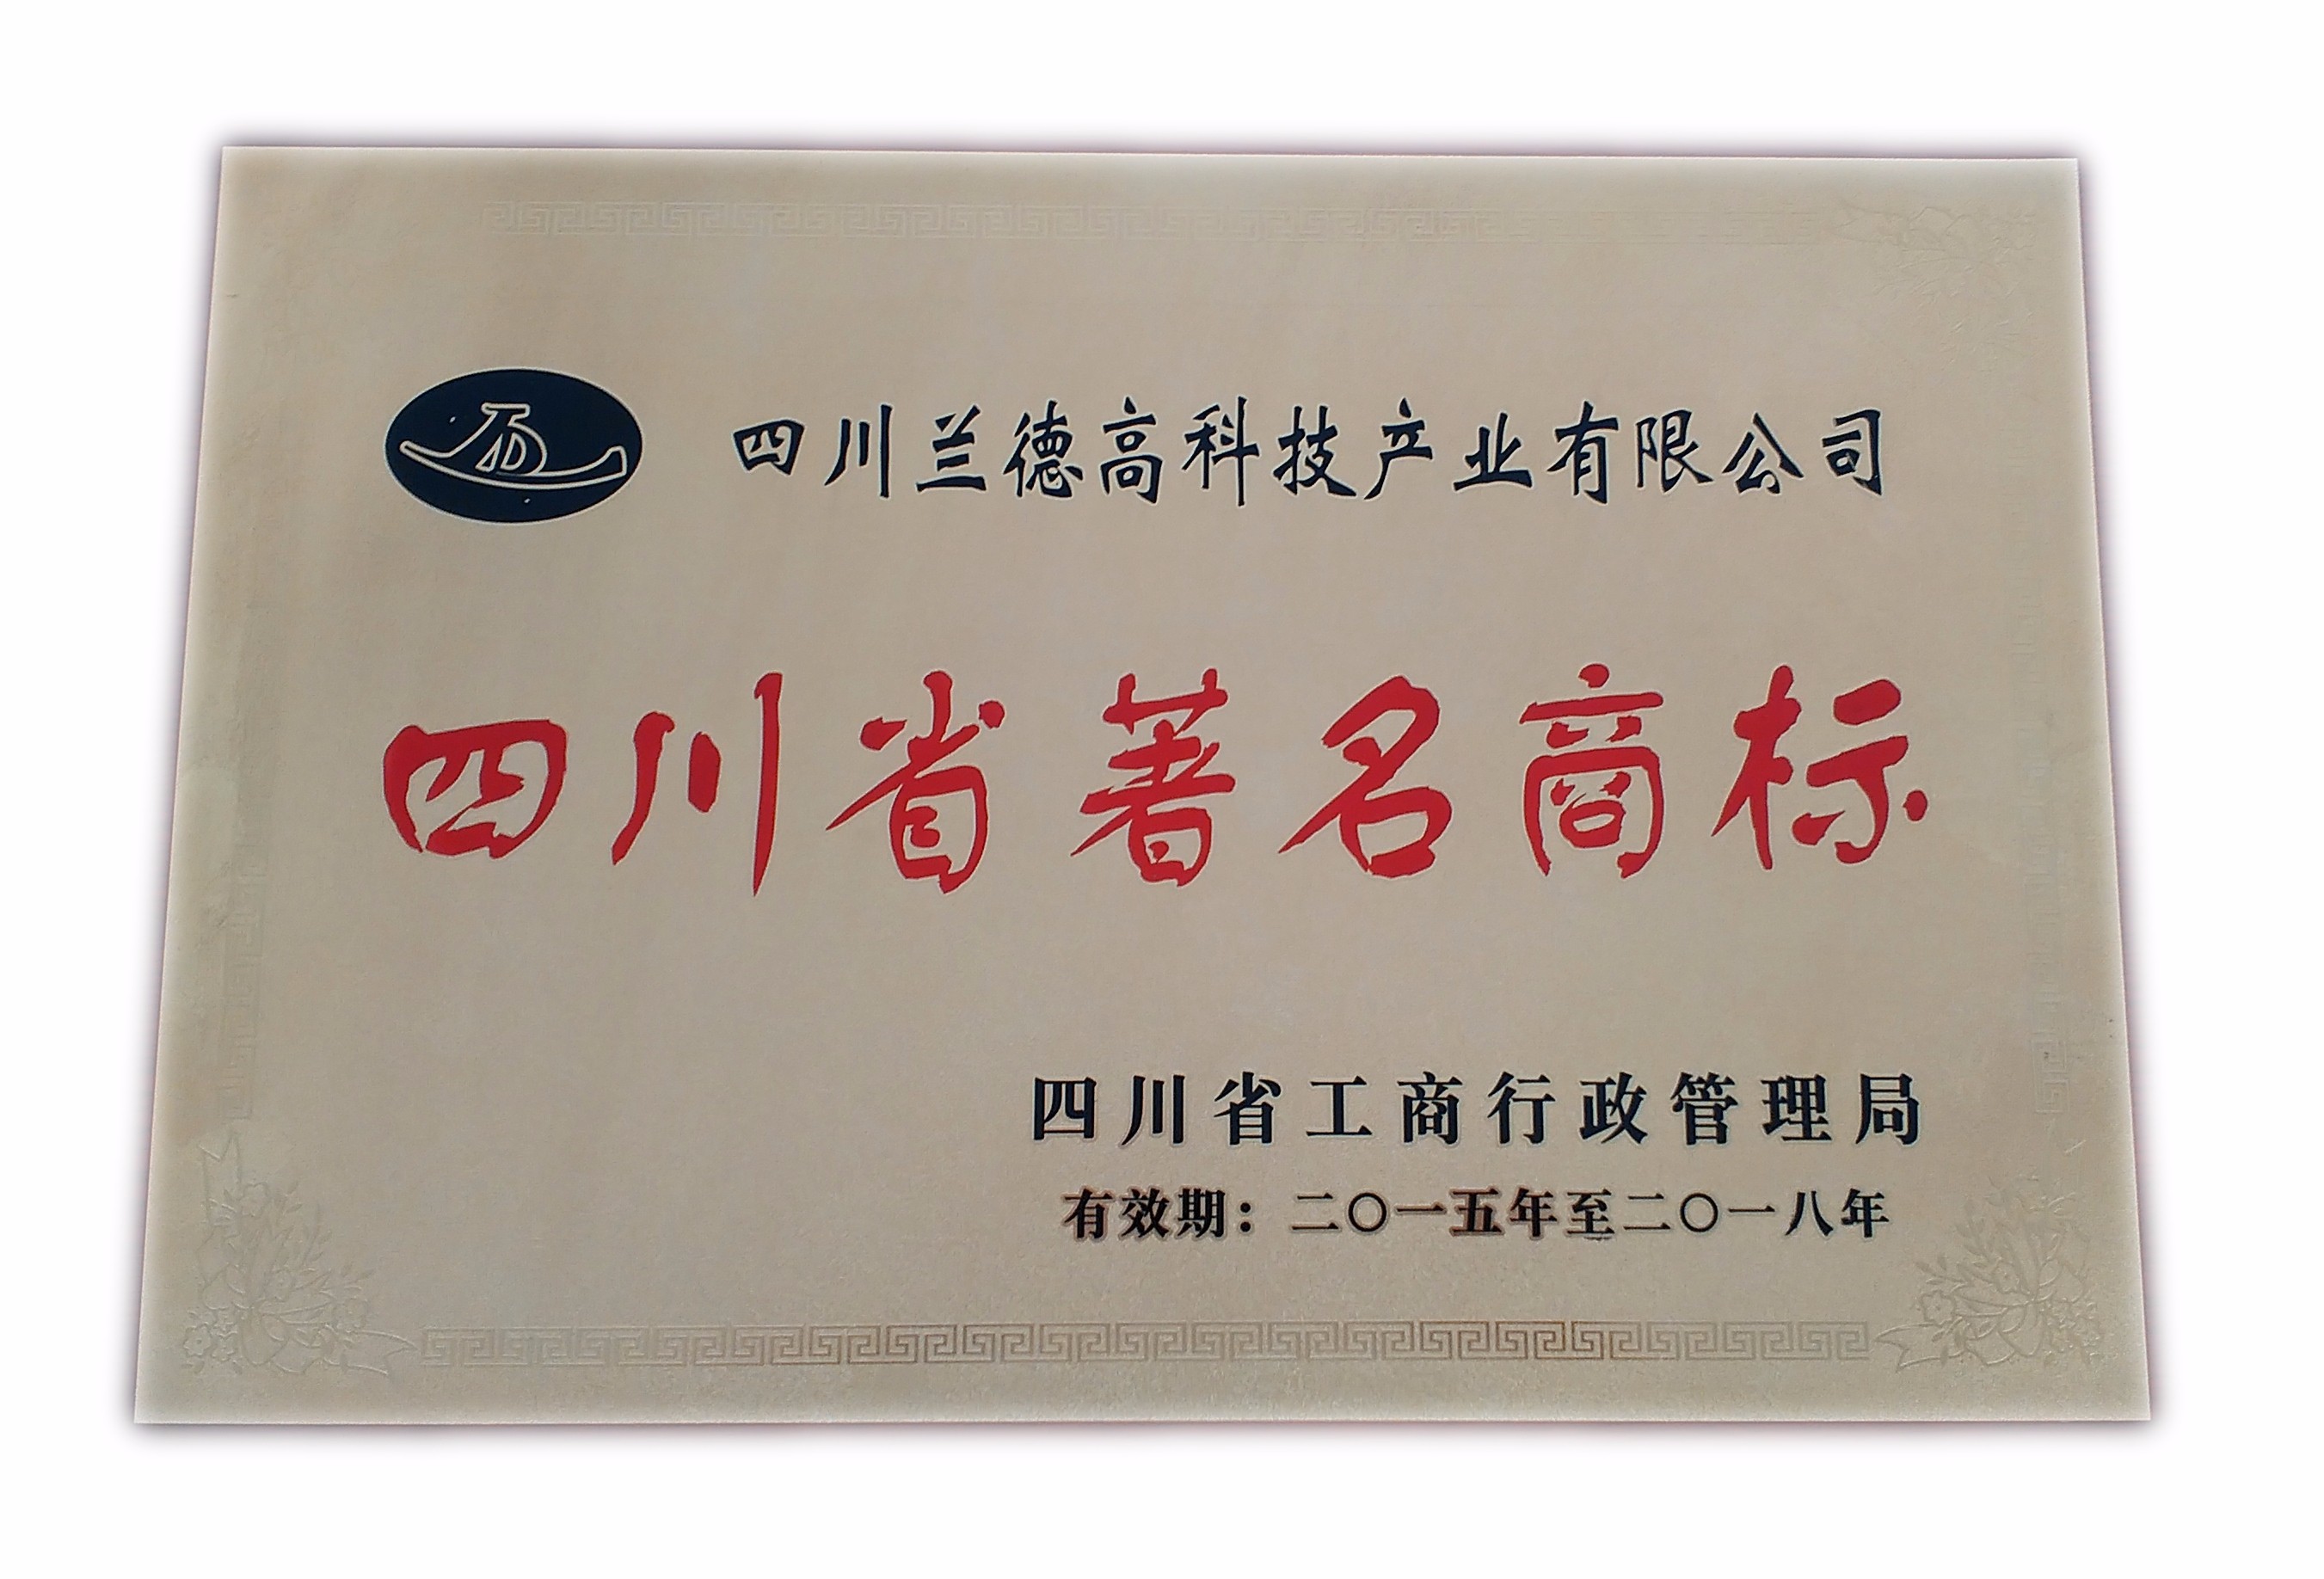 四川兰德高科技产业有限公司
四川省著名商标
四川省工商行政管理局
有效期：二〇一五年至二〇一八年